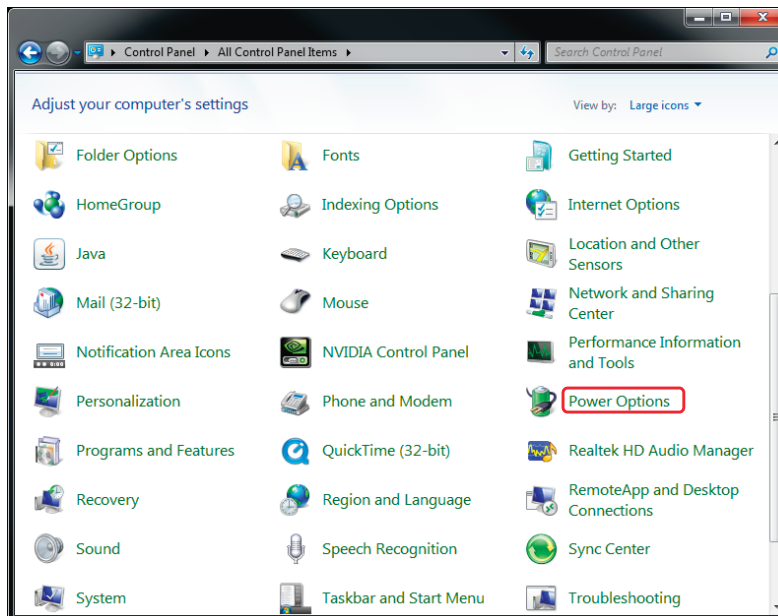 Control Panel ▸ All Control Panel Items ▸
Search Control Panel
Adjust your computer's settings
View by: Large icons
Folder Options
Fonts
Getting Started
HomeGroup
Indexing Options
Internet Options
Java
Keyboard
Location and Other
Sensors
Mail (32-bit)
Mouse
Network and Sharing
Center
Notification Area Icons
NVIDIA Control Panel
Performance Information
and Tools
Personalization
Phone and Modem
Power Options
Programs and Features
QuickTime (32-bit)
Realtek HD Audio Manager
Recovery
Region and Language
RemoteApp and Desktop
Connections
Sound
Speech Recognition
Sync Center
System
Taskbar and Start Menu
Troubleshooting